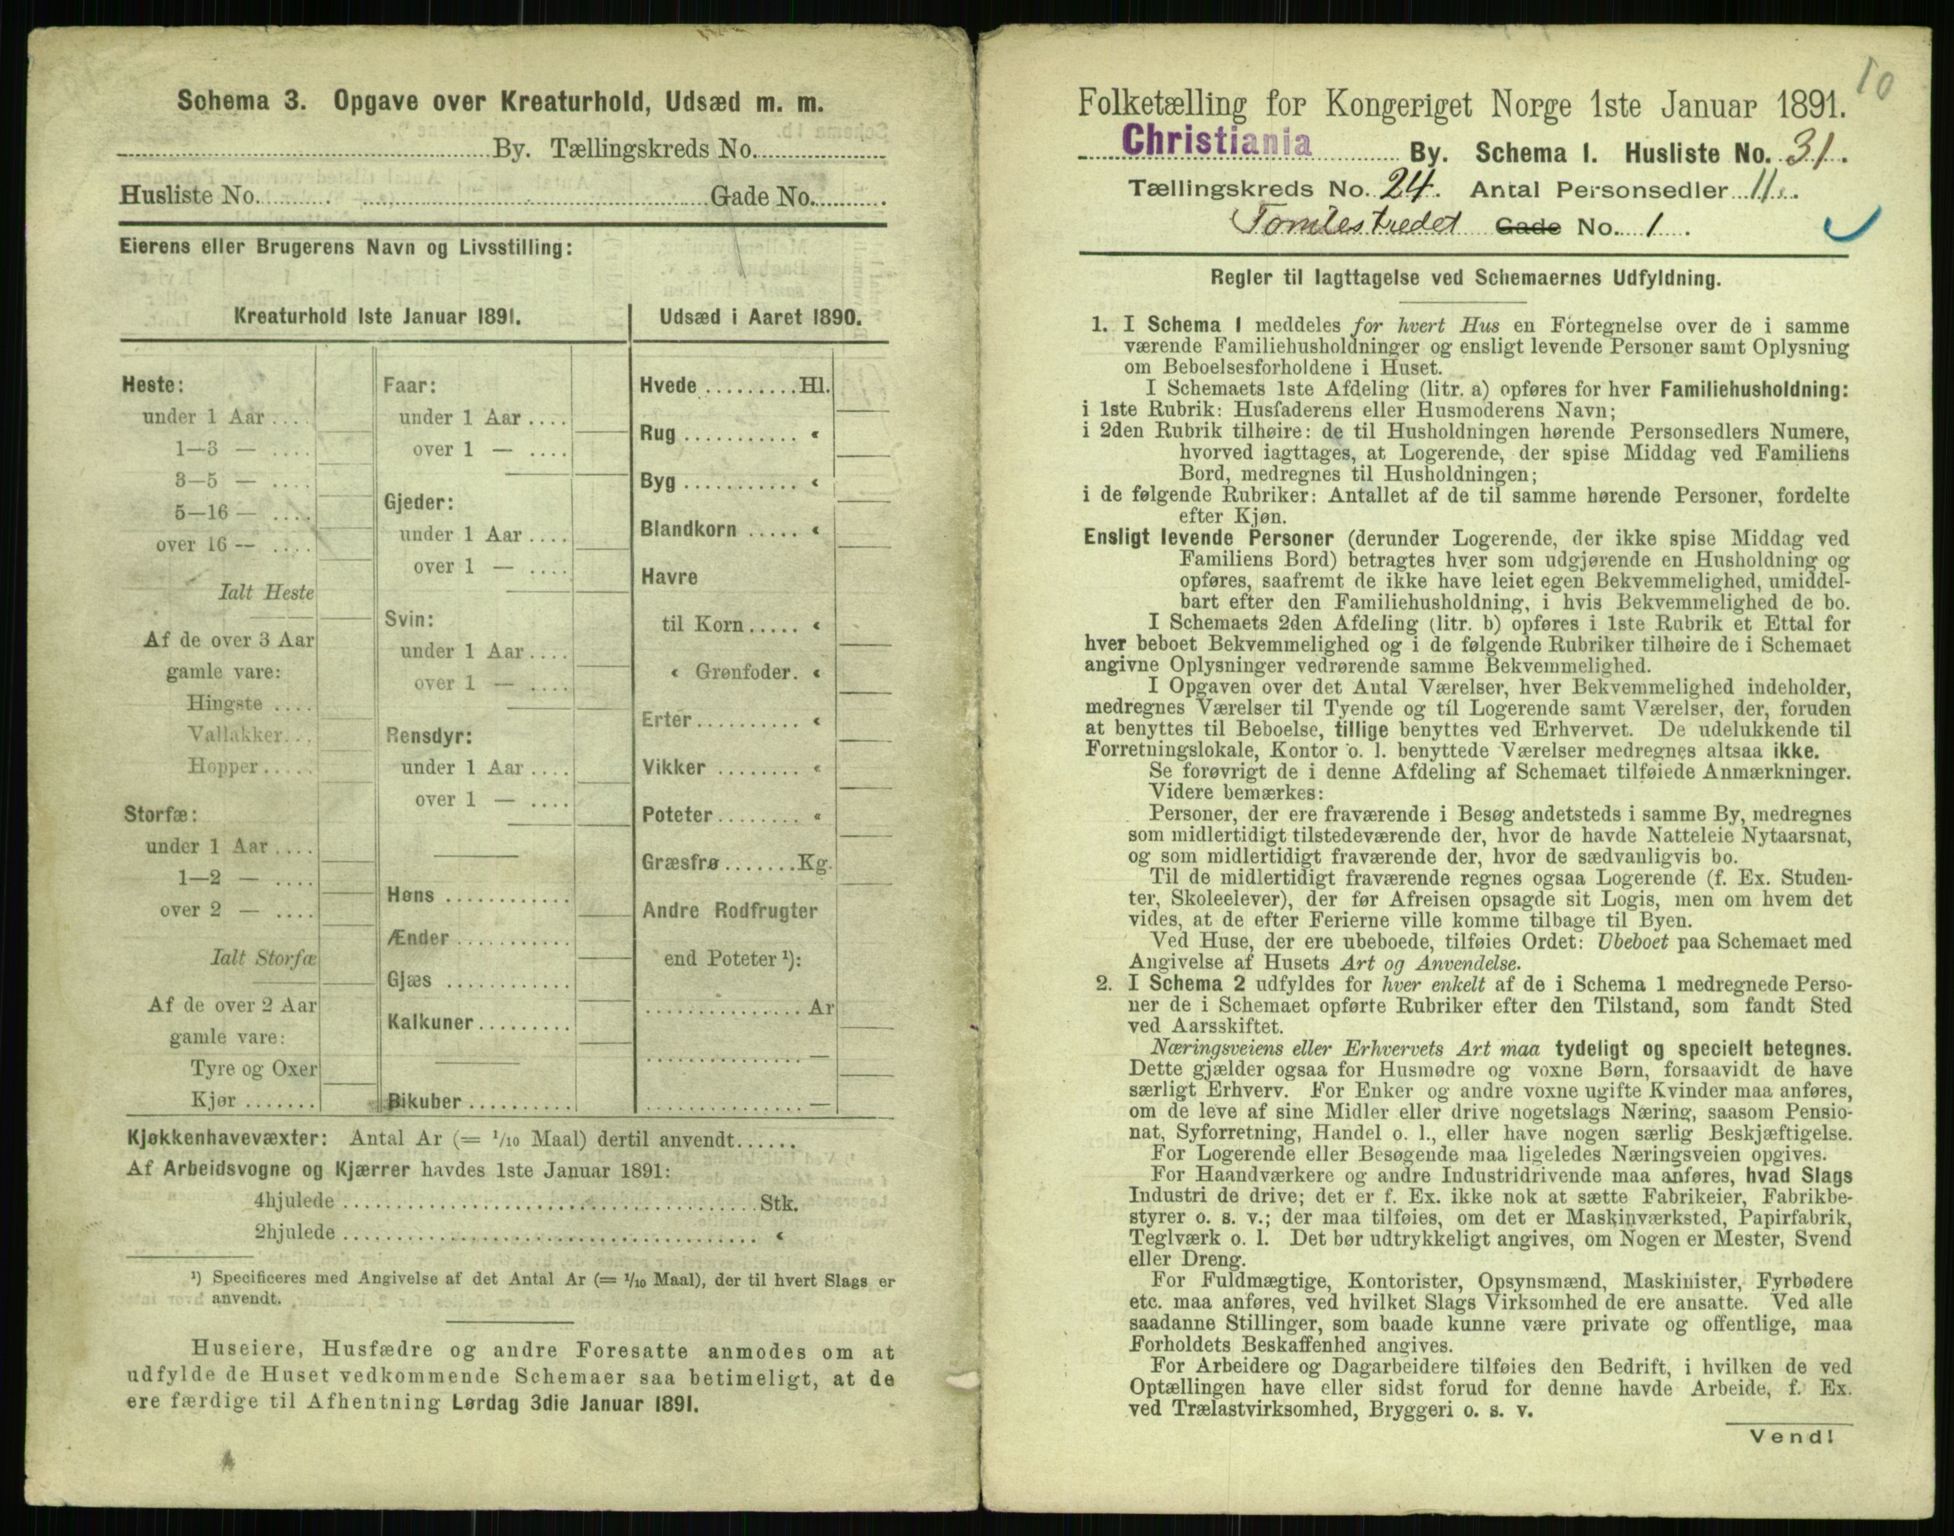 Schema 3. Opgave over Kreaturhold, Udsæd m. m.
By. Tællingskreds No.
Husliste No. Gade No.
Eierens eller Brugerens Navn og Livsstilling:
Kreaturhold 1ste Januar 1891.
Heste:
under 1 Aar ....
1—3 — ....
3—5 — ....
5—16 — ....
over 16 — ....
Ialt Heste
Af de over 3 Aar
gamle vare:
Hingste ....
Vallakker...
Hopper .....
Storfæ:
under 1 Aar ....
1—2 — ....
over 2 — ....
Ialt Storfæ
Af de over 2 Aar
gamle vare:
Tyre og Oxer
Kjør .......
Faar:
under 1 Aar ....
over 1 — ....
Gjeder:
under 1 Aar ....
over 1 — ....
Svin:
under 1 Aar ....
over 1 — ....
Rensdyr:
under 1 Aar ....
over 1 — ....
Høns ............
Ænder ...........
Gjæs ............
Kalkuner.........
Bikuber ..........
Udsæd i Aaret 1890.
Hvede .........Hl.
Rug ........... «
Byg ........... «
Blandkorn ..... «
Havre
til Korn ..... «
« Grønfoder. «
Erter .......... «
Vikker ........ «
Poteter ........ «
Græsfrø .......Kg.
Andre Rodfrugter
end Poteter ¹):
............... Ar
............... —
............... —
Kjøkkenhavevæxter: Antal Ar (= 1/10 Maal) dertil anvendt......
Af Arbeidsvogne og Kjærrer havdes 1ste Januar 1891:
4hjulede ....................................... Stk.
2hjulede ....................................... «
¹) Specificeres med Angivelse af det Antal Ar (= 1/10 Maal), der til hvert Slags er
anvendt.
Huseiere, Husfædre og andre Foresatte anmodes om at
udfylde de Huset vedkommende Schemaer saa betimeligt, at de
ere færdige til Afhentning Lørdag 3die Januar 1891.
10
Folketælling for Kongeriget Norge 1ste Januar 1891.
Christiania By. Schema 1. Husliste No. 31.
Tællingskreds No. 24. Antal Personsedler 11.
Tomtestredet Gade No. 1.
Regler til Iagttagelse ved Schemaernes Udfyldning.
1. I Schema 1 meddeles for hvert Hus en Fortegnelse over de i samme
værende Familiehusholdninger og ensligt levende Personer samt Oplysning
om Beboelsesforholdene i Huset.
I Schemaets 1ste Afdeling (litr. a) opføres for hver Familiehusholdning:
i 1ste Rubrik: Husfaderens eller Husmoderens Navn;
i 2den Rubrik tilhøire: de til Husholdningen hørende Personsedlers Numere,
hvorved iagttages, at Logerende, der spise Middag ved Familiens
Bord, medregnes til Husholdningen;
i de følgende Rubriker: Antallet af de til samme hørende Personer, fordelte
efter Kjøn.
Ensligt levende Personer (derunder Logerende, der ikke spise Middag ved
Familiens Bord) betragtes hver som udgjørende en Husholdning og
opføres, saafremt de ikke have leiet egen Bekvemmelighed, umiddel-
bart efter den Familiehusholdning, i hvis Bekvemmelighed de bo.
I Schemaets 2den Afdeling (litr. b) opføres i 1ste Rubrik et Ettal for
hver beboet Bekvemmelighed og i de følgende Rubriker tilhøire de i Schemaet
angivne Oplysninger vedrørende samme Bekvemmelighed.
I Opgaven over det Antal Værelser, hver Bekvemmelighed indeholder,
medregnes Værelser til Tyende og til Logerende samt Værelser, der, foruden
at benyttes til Beboelse, tillige benyttes ved Erhvervet. De udelukkende til
Forretningslokale, Kontor o. l. benyttede Værelser medregnes altsaa ikke.
Se forøvrigt de i denne Afdeling af Schemaet tilføiede Anmærkninger.
Videre bemærkes:
Personer, der ere fraværende i Besøg andetsteds i samme By, medregnes
som midlertidigt tilstedeværende der, hvor de havde Natteleie Nytaarsnat,
og som midlertidigt fraværende der, hvor de sædvanligvis bo.
Til de midlertidigt fraværende regnes ogsaa Logerende (f. Ex. Studen-
ter, Skoleelever), der før Afreisen opsagde sit Logis, men om hvem det
vides, at de efter Ferierne ville komme tilbage til Byen.
Ved Huse, der ere ubeboede, tilføies Ordet: Ubeboet paa Schemaet med
Angivelse af Husets Art og Anvendelse.
2. I Schema 2 udfyldes for hver enkelt af de i Schema 1 medregnede Perso-
ner de i Schemaet opførte Rubriker efter den Tilstand, som fandt Sted
ved Aarsskiftet.
Næringsveiens eller Erhvervets Art maa tydeligt og specielt betegnes.
Dette gjælder ogsaa for Husmødre og voxne Børn, forsaavidt de have
særligt Erhverv. For Enker og andre voxne ugifte Kvinder maa anføres,
om de leve af sine Midler eller drive nogetslags Næring, saasom Pensio-
nat, Syforretning, Handel o. l., eller have nogen særlig Beskjæftigelse.
For Logerende eller Besøgende maa ligeledes Næringsveien opgives.
For Haandværkere og andre Industridrivende maa anføres, hvad Slags
Industri de drive; det er f. Ex. ikke nok at sætte Fabrikeier, Fabrikbe-
styrer o. s. v.; der maa tilføies, om det er Maskinværksted, Papirfabrik,
Teglværk o. l. Det bør udtrykkeligt angives, om Nogen er Mester, Svend
eller Dreng.
For Fuldmægtige, Kontorister, Opsynsmænd, Maskinister, Fyrbødere
etc. maa anføres, ved hvilket Slags Virksomhed de ere ansatte. Ved alle
saadanne Stillinger, som baade kunne være private og offentlige, maa
Forholdets Beskaffenhed angives.
For Arbeidere og Dagarbeidere tilføies den Bedrift, i hvilken de ved
Optællingen have eller sidst forud for denne havde Arbeide, f. Ex.
ved Trælastvirksomhed, Bryggeri o. s. v.
Vend!